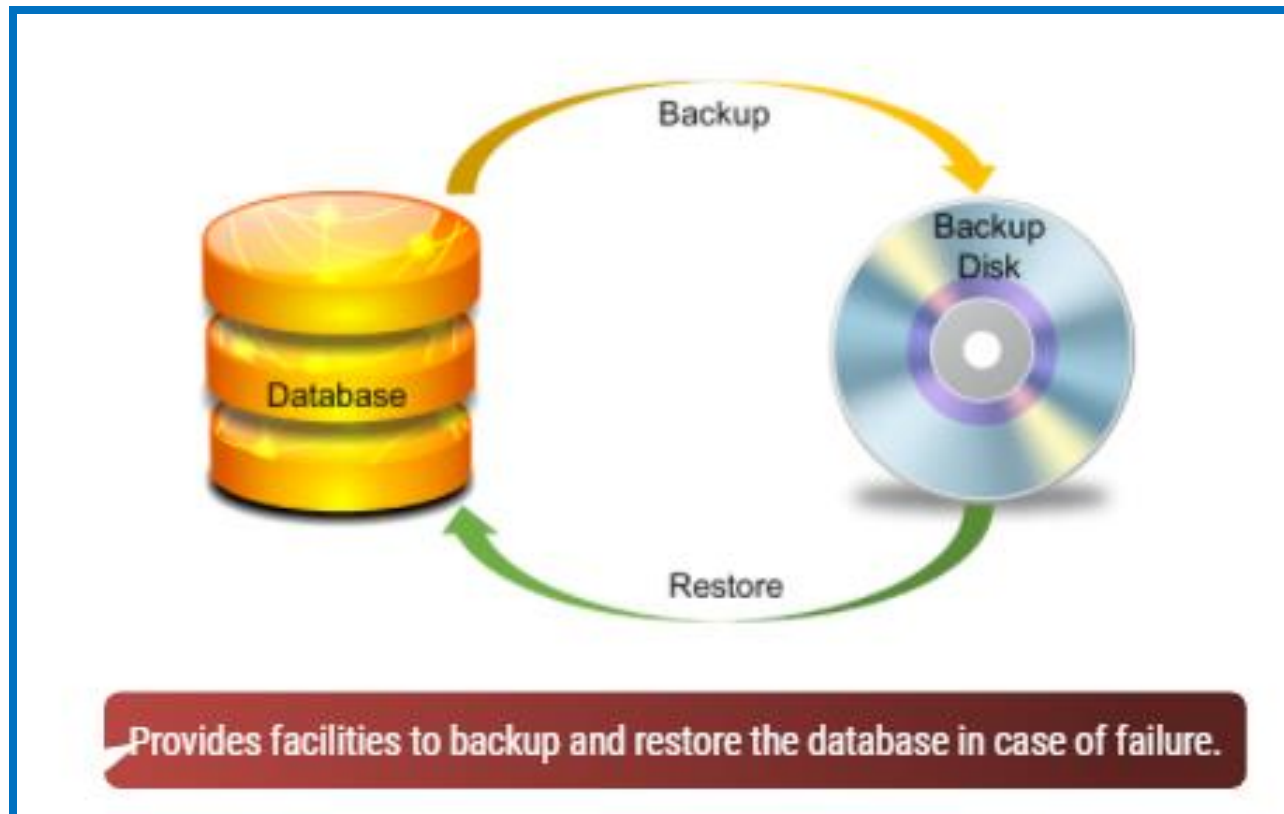 Backup
Backup
Disk
Database
Restore
Provides facilities to backup and restore the database in case of failure.